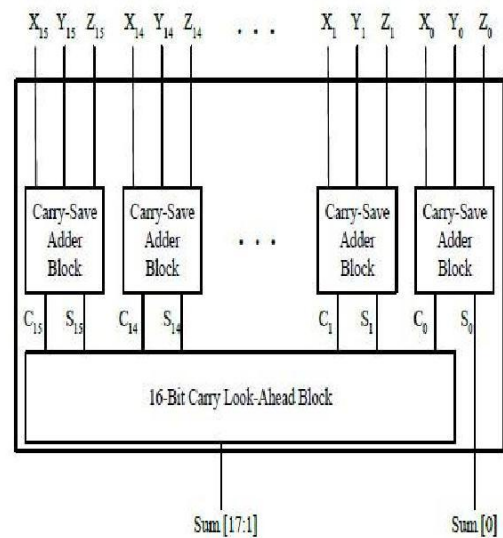 X15 Y15 Z15 X14 Y14 Z14 . . . X1 Y1 Z1 X0 Y0 Z0
Carry-Save Carry-Save Carry-Save Carry-Save
Adder Adder . . . Adder Adder
Block Block Block Block
C15 S15 C14 S14 C1 S1 C0 S0
16-Bit Carry Look-Ahead Block
Sum [17:1] Sum [0]